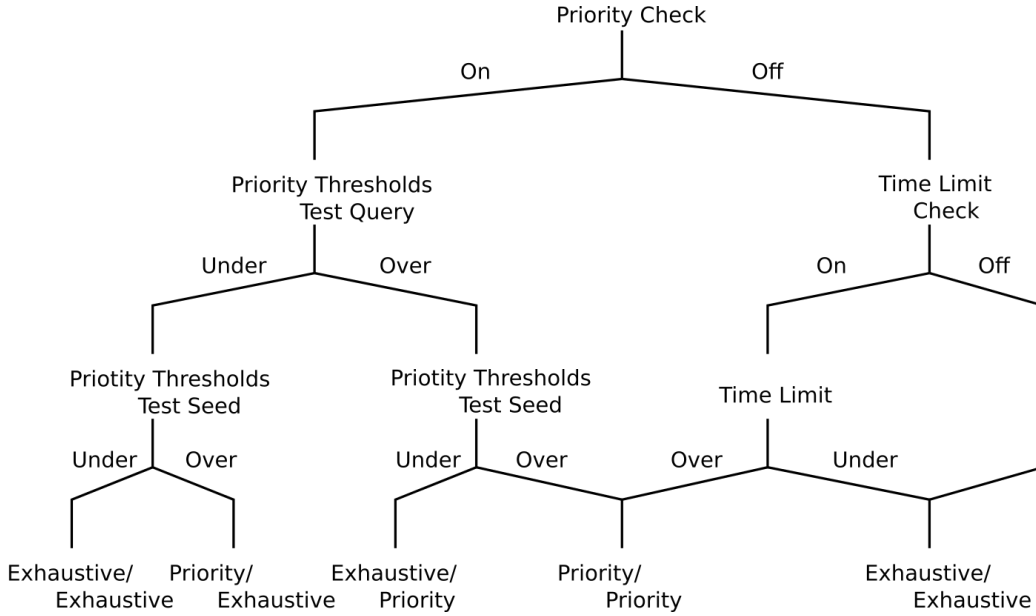 Priority Check
On
Off
Priority Thresholds
Test Query
Time Limit
Check
Under
Over
On
Off
Priotity Thresholds
Test Seed
Priotity Thresholds
Test Seed
Time Limit
Under
Over
Under
Over
Over
Under
Exhaustive/
Exhaustive
Priority/
Exhaustive
Exhaustive/
Priority
Priority/
Priority
Exhaustive/
Exhaustive